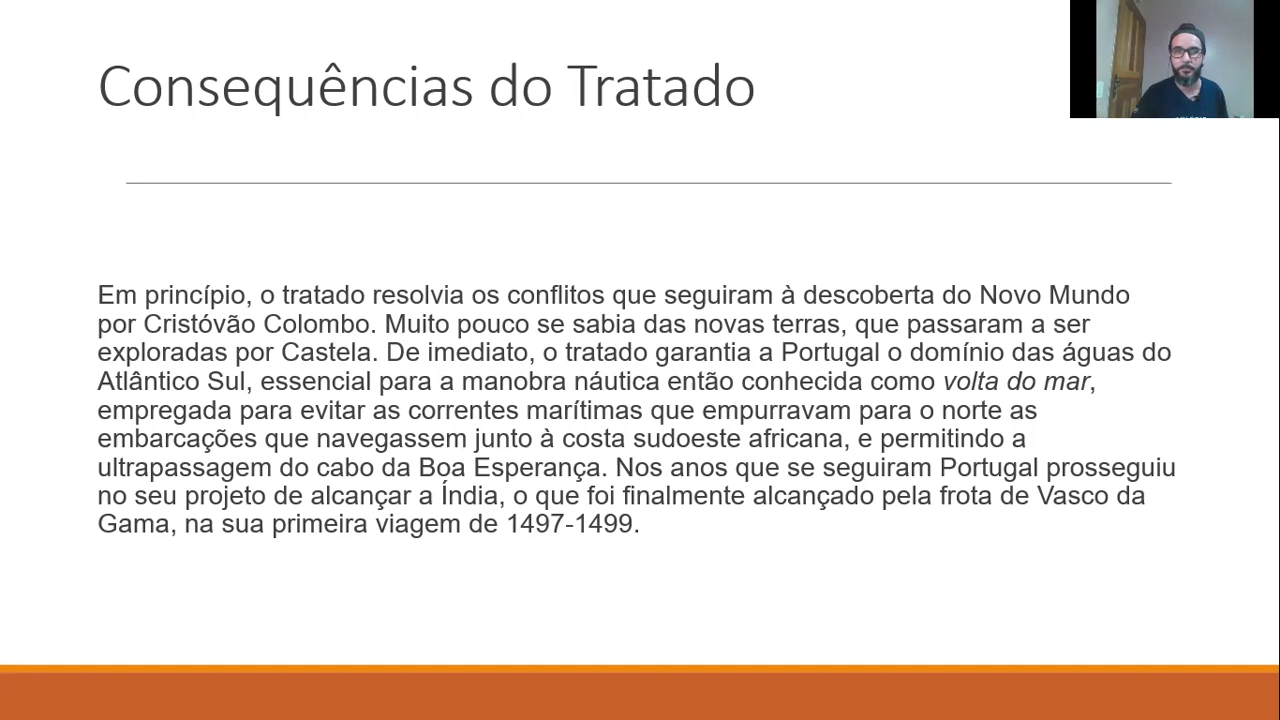 Consequências do Tratado
Em princípio, o tratado resolvia os conflitos que seguiram à descoberta do Novo Mundo
por Cristóvão Colombo. Muito pouco se sabia das novas terras, que passaram a ser
exploradas por Castela. De imediato, o tratado garantia a Portugal o domínio das águas do
Atlântico Sul, essencial para a manobra náutica então conhecida como volta do mar,
empregada para evitar as correntes marítimas que empurravam para o norte as
embarcações que navegassem junto à costa sudoeste africana, e permitindo a
ultrapassagem do cabo da Boa Esperança. Nos anos que se seguiram Portugal prosseguiu
no seu projeto de alcançar a Índia, o que foi finalmente alcançado pela frota de Vasco da
Gama, na sua primeira viagem de 1497-1499.